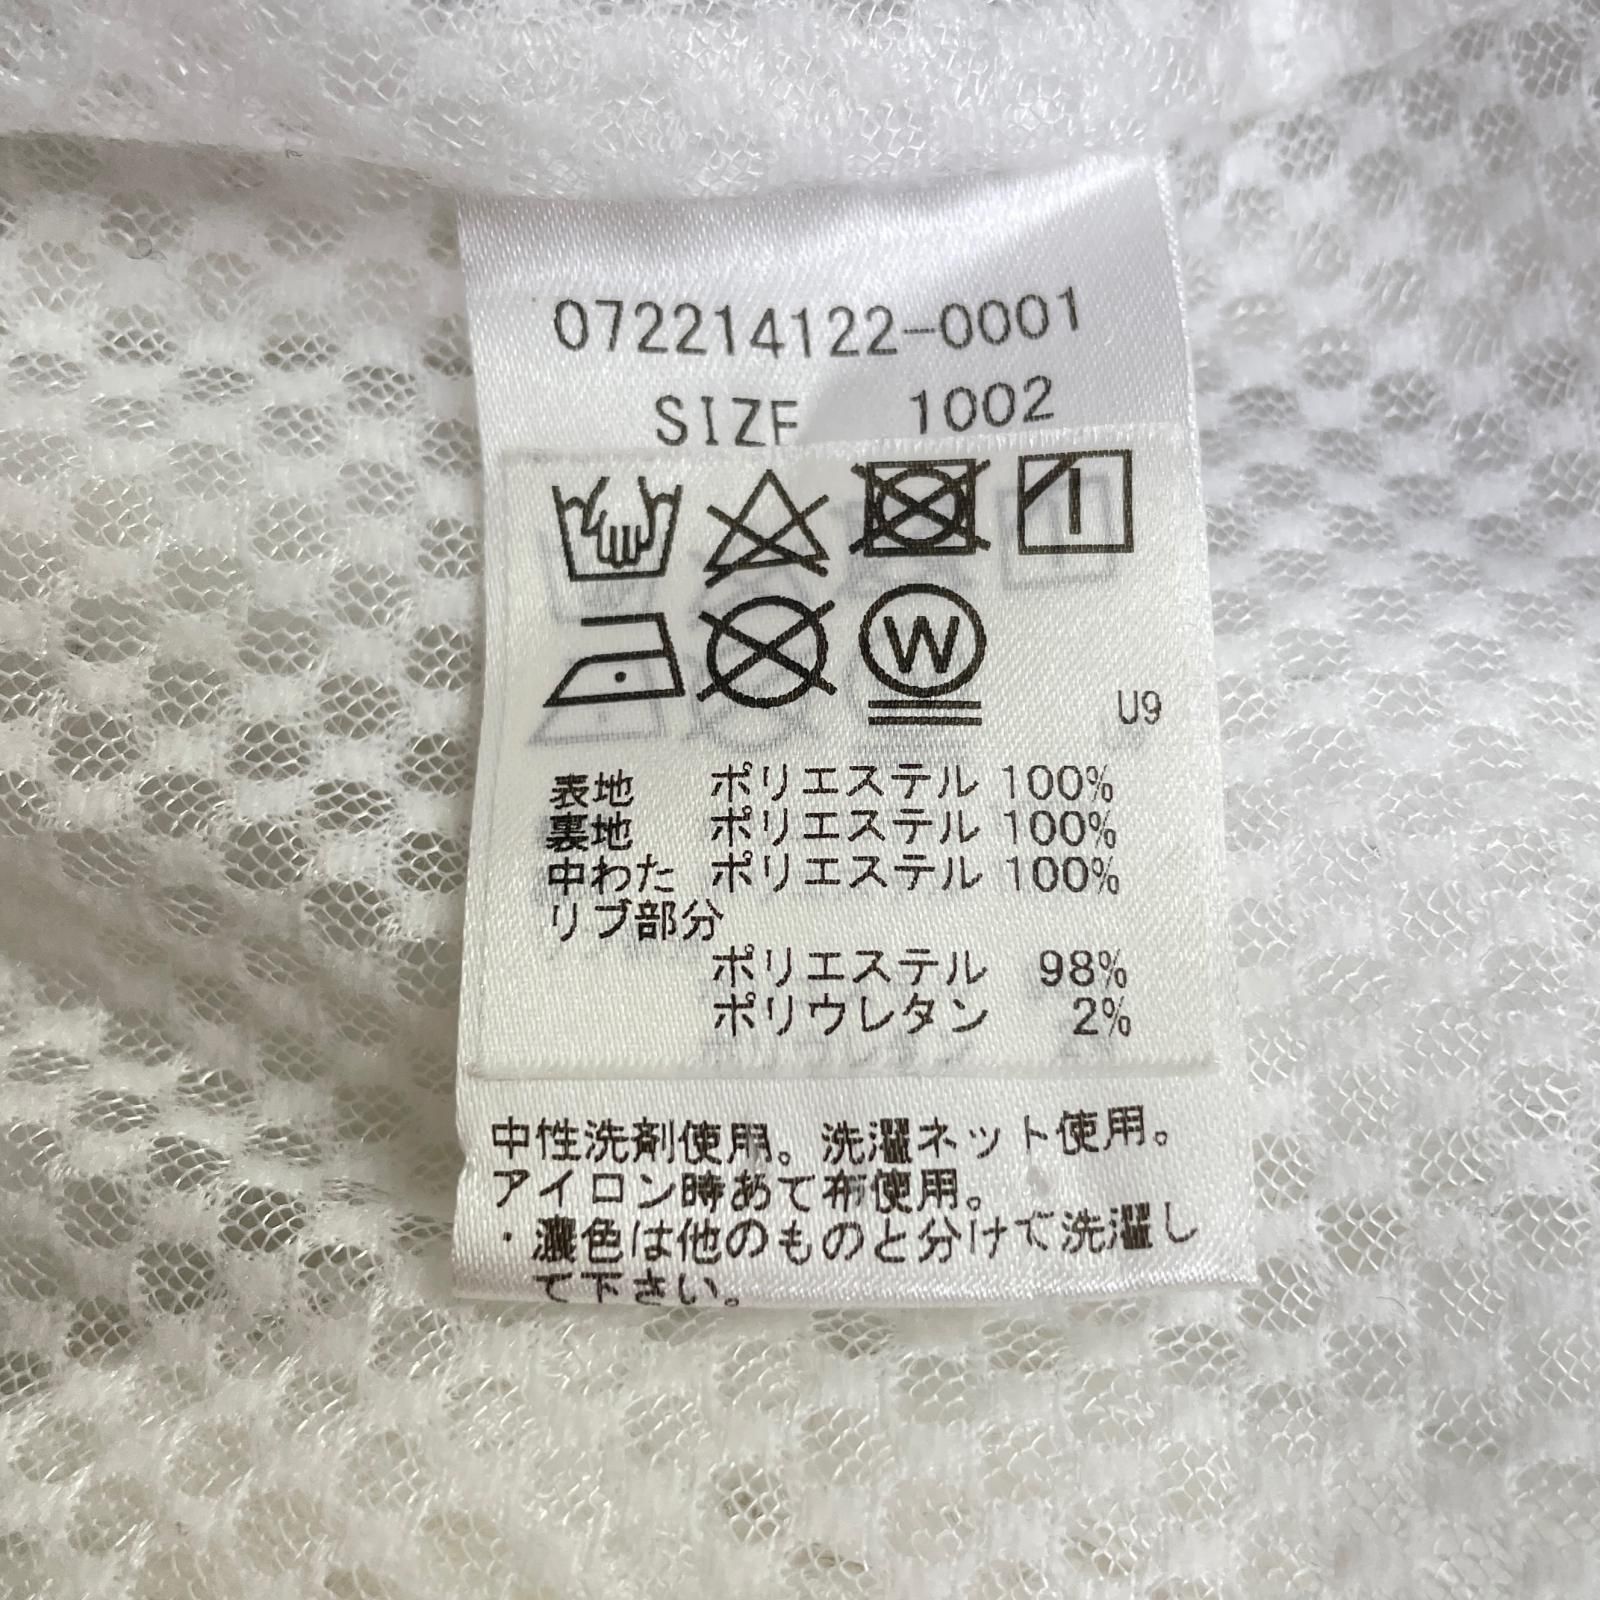 072214122-0001
SIZE 1002
W
U9
表地 ポリエステル 100%
裏地 ポリエステル 100%
中わた ポリエステル 100%
リブ部分
ポリエステル 98%
ポリウレタン 2%
中性洗剤使用。洗濯ネット使用。
アイロン時あて布使用。
・濃色は他のものと分けて洗濯し
て下さい。